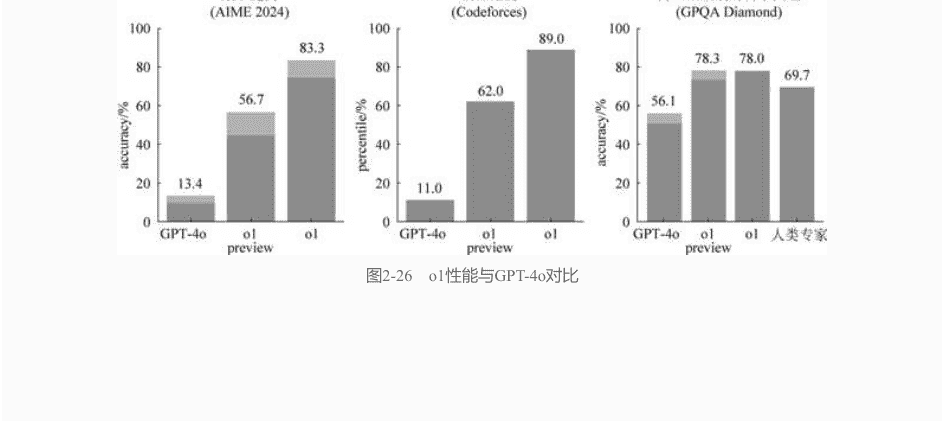 (AIME 2024)
100
80
60
40
20
0
accuracy/%
13.4
56.7
83.3
GPT-4o
o1
preview
o1
(Codeforces)
100
80
60
40
20
0
percentile/%
11.0
62.0
89.0
GPT-4o
o1
preview
o1
(GPQA Diamond)
100
80
60
40
20
0
accuracy/%
56.1
78.3
78.0
69.7
GPT-4o
o1
preview
o1
人类专家
图2-26 o1性能与GPT-4o对比